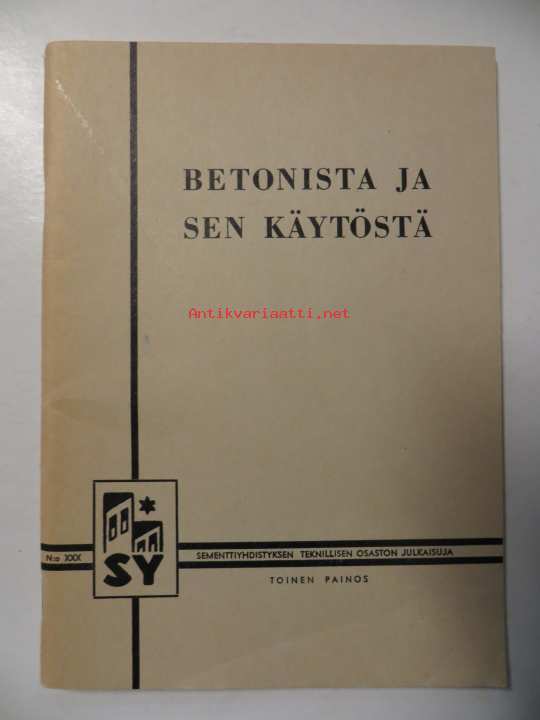 BETONISTA JA
SEN KÄYTÖSTÄ
Antikvariaatti.net
N:o XXX
SEMENTTIYHDISTYKSEN TEKNILLISEN OSASTON JULKAISUJA
SY
TOINEN PAINOS